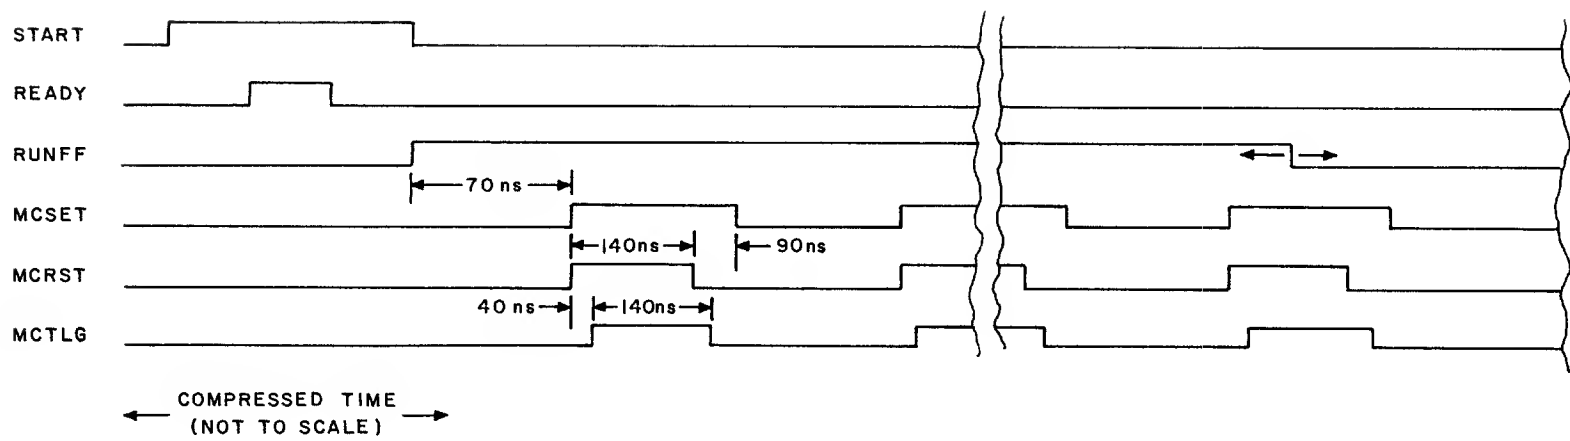 START
READY
RUNFF
70 ns
MCSET
140ns
90ns
MCRST
40 ns
140ns
MCTLG
COMPRESSED TIME
(NOT TO SCALE)